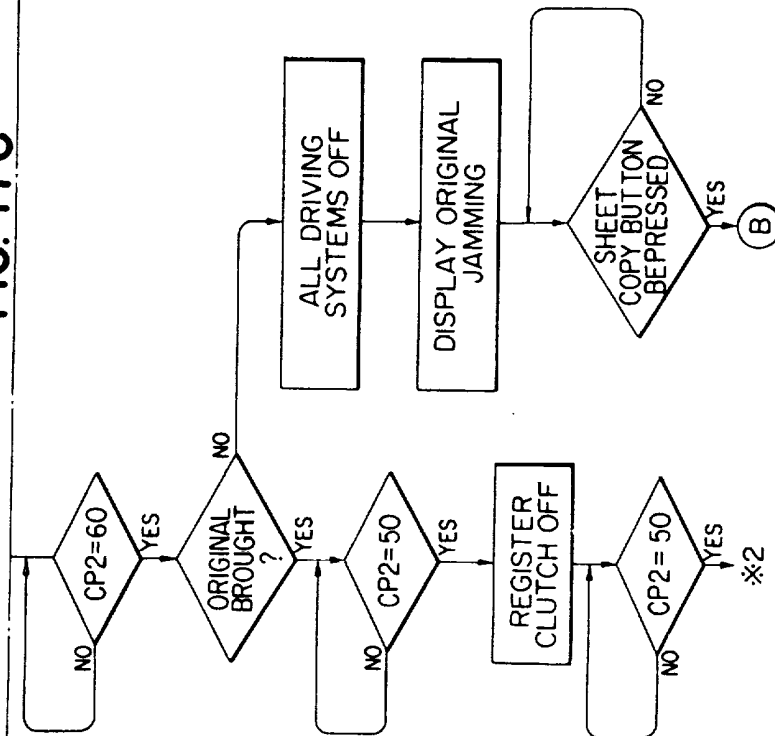 FIG.
CP2=60
NO
YES
ORIGINAL
BROUGHT
?
NO
YES
CP2=50
NO
YES
REGISTER
CLUTCH OFF
CP2=50
NO
YES
※2
ALL DRIVING
SYSTEMS OFF
DISPLAY ORIGINAL
JAMMING
SHEET
COPY BUTTON
BEPRESSED
NO
YES
B